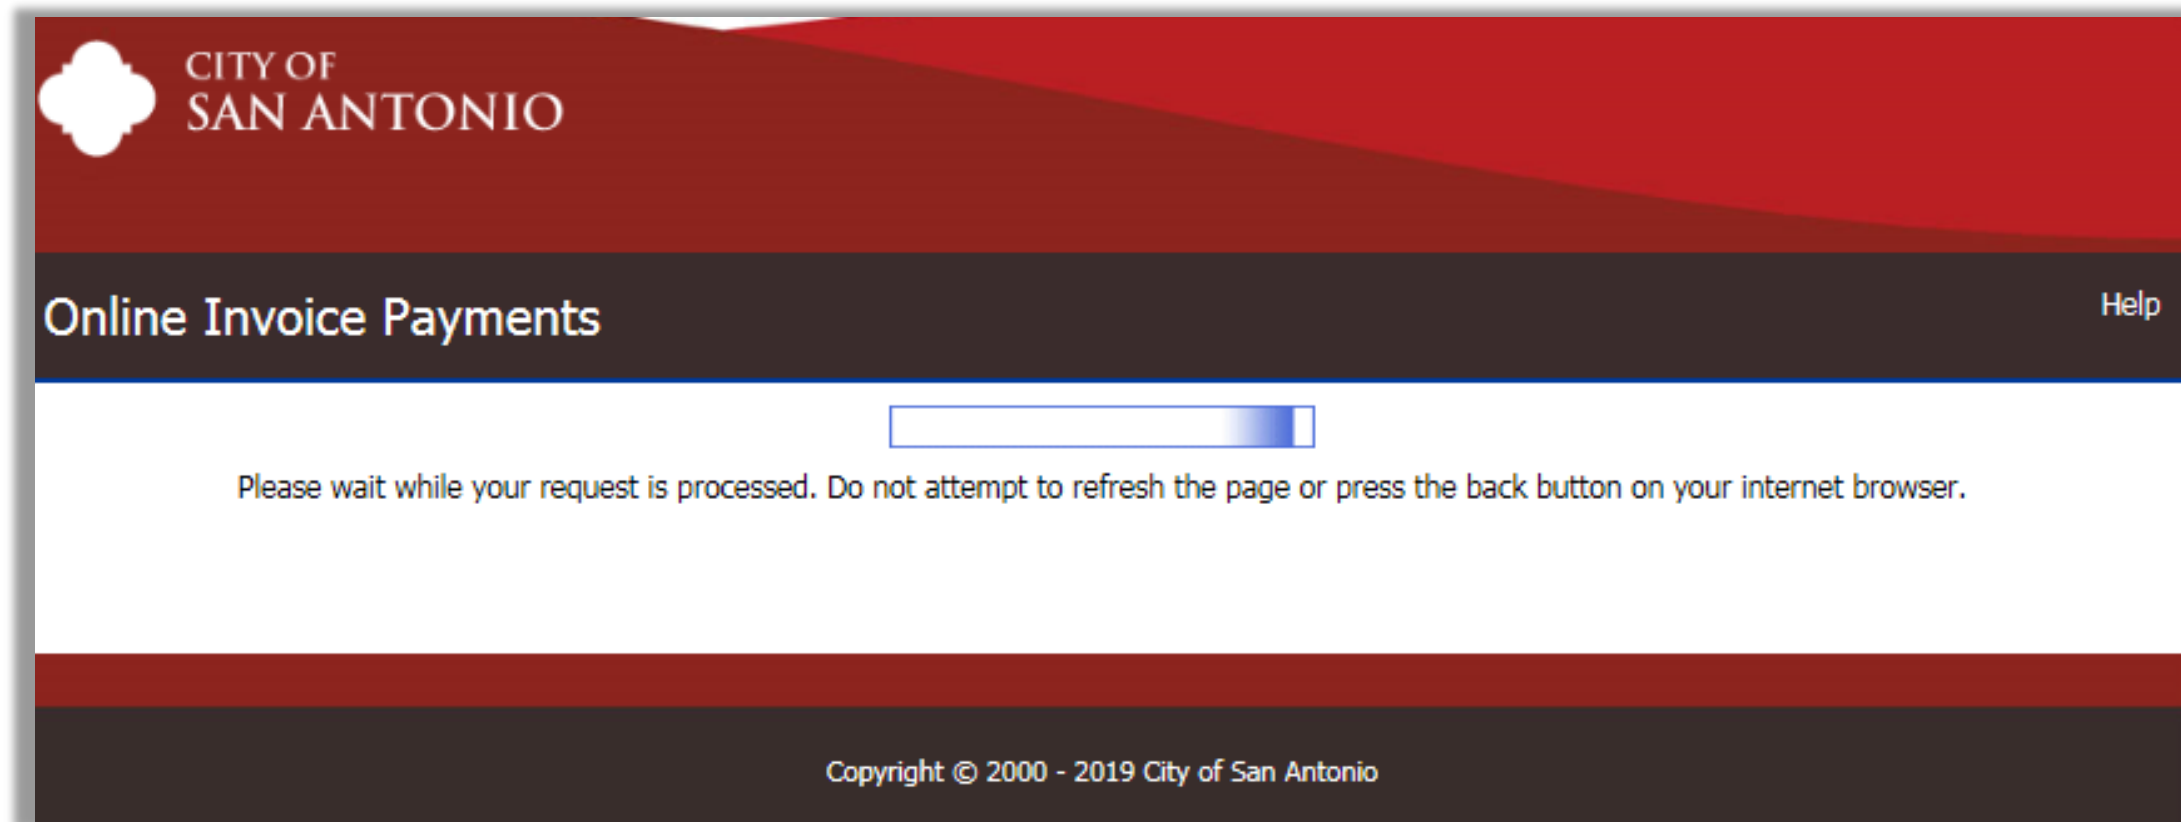 CITY OF
SAN ANTONIO
Online Invoice Payments
Help
Please wait while your request is processed. Do not attempt to refresh the page or press the back button on your internet browser.
Copyright © 2000 - 2019 City of San Antonio